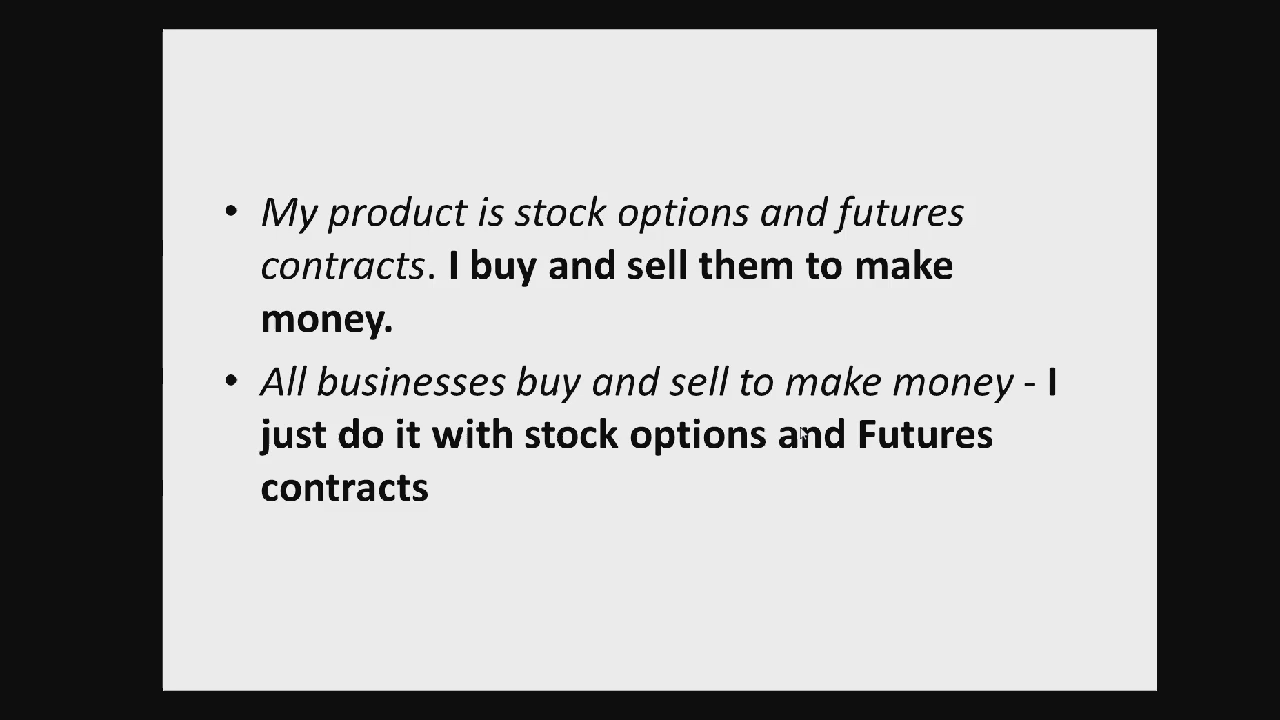 • My product is stock options and futures
contracts. I buy and sell them to make
money.
• All businesses buy and sell to make money - I
just do it with stock options and Futures
contracts